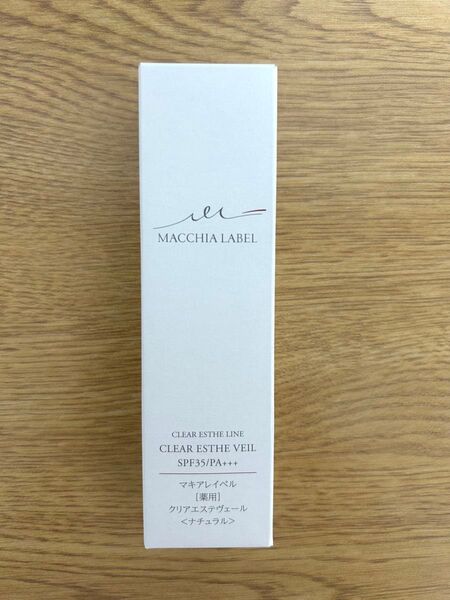 MACCHIA LABEL
CLEAR ESTHE LINE
CLEAR ESTHE VEIL
SPF35/PA+++
マキアレイベル
[薬用]
クリアエステヴェール
<ナチュラル>